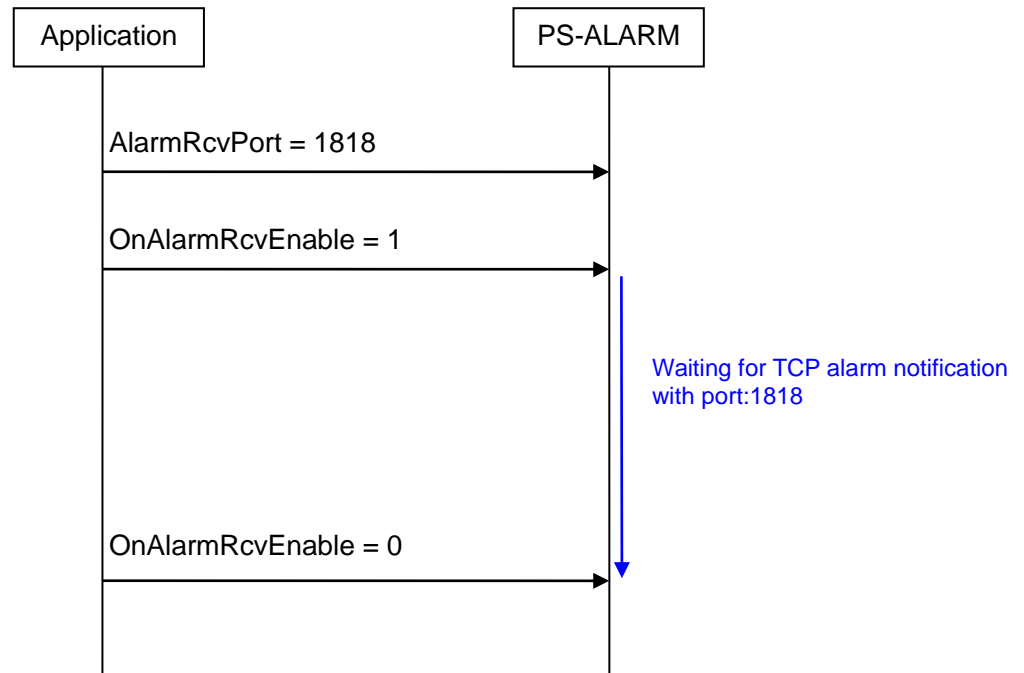 Application
PS-ALARM
AlarmRcvPort = 1818
OnAlarmRcvEnable = 1
Waiting for TCP alarm notification
with port:1818
OnAlarmRcvEnable = 0